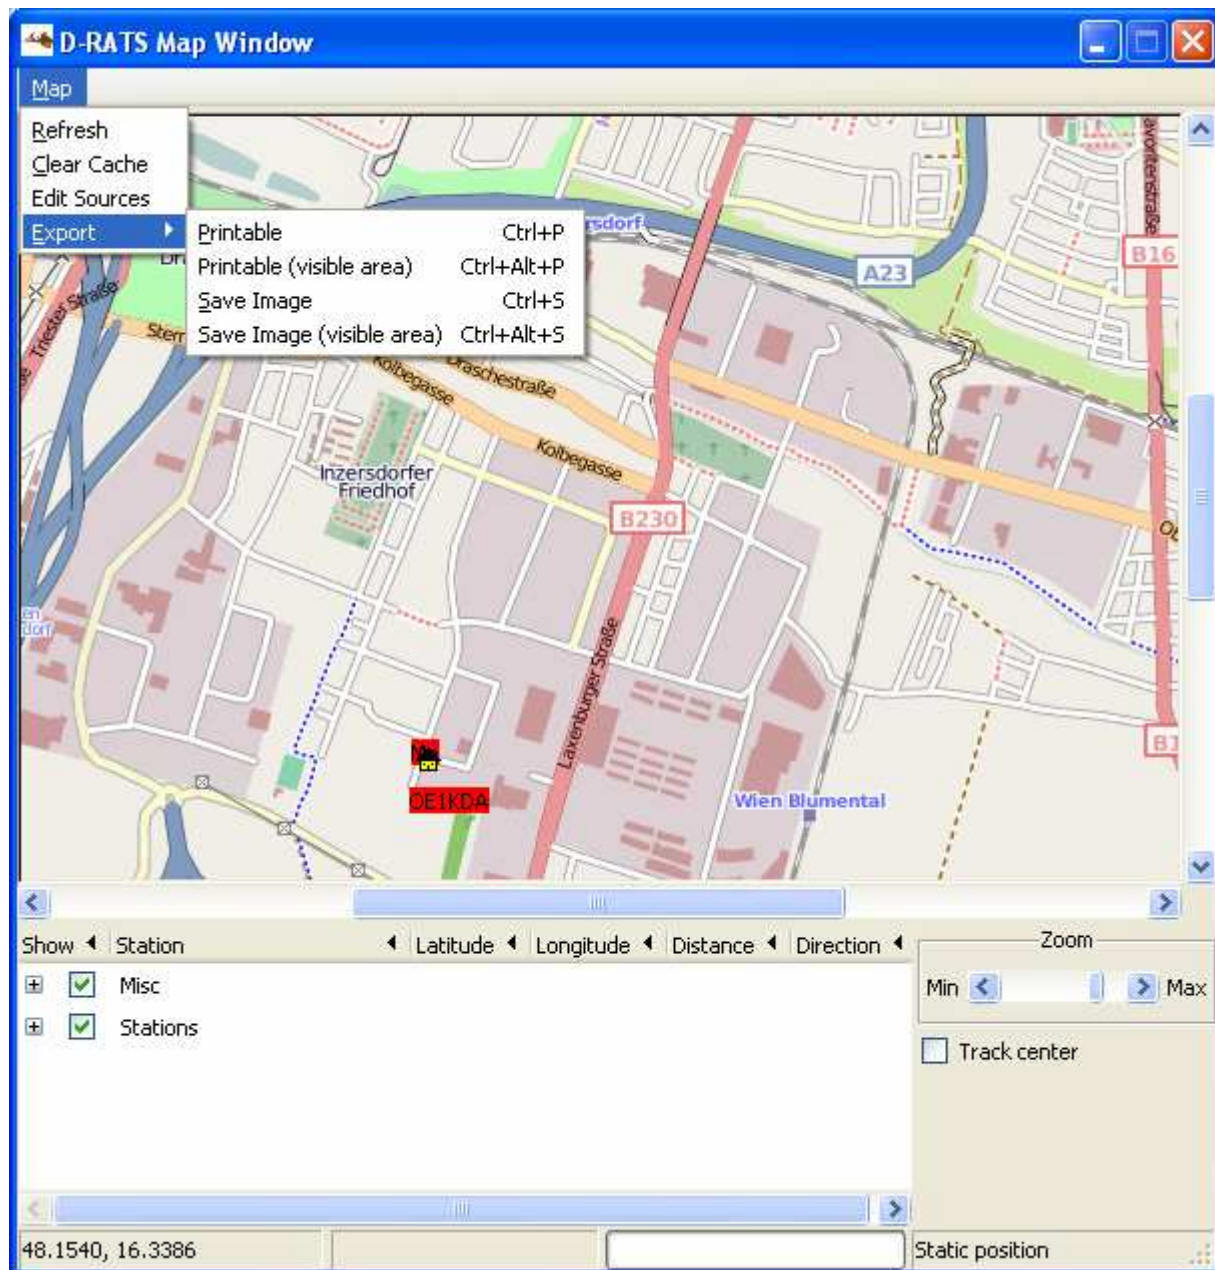 D-RATS Map Window
Map
Refresh
Clear Cache
Edit Sources
Export
Printable Ctrl+P
Printable (visible area) Ctrl+Alt+P
Save Image Ctrl+S
Save Image (visible area) Ctrl+Alt+S
rsdorf
A23
B16
Triester Straße
Draschestraße
Kolbegasse
Kolbegasse
Inzersdorfer
Friedhof
B230
Laxenburger Straße
OE1KDA
Wien Blumental
Show Station Latitude Longitude Distance Direction
Misc
Stations
Zoom
Min Max
Track center
48.1540, 16.3386
Static position